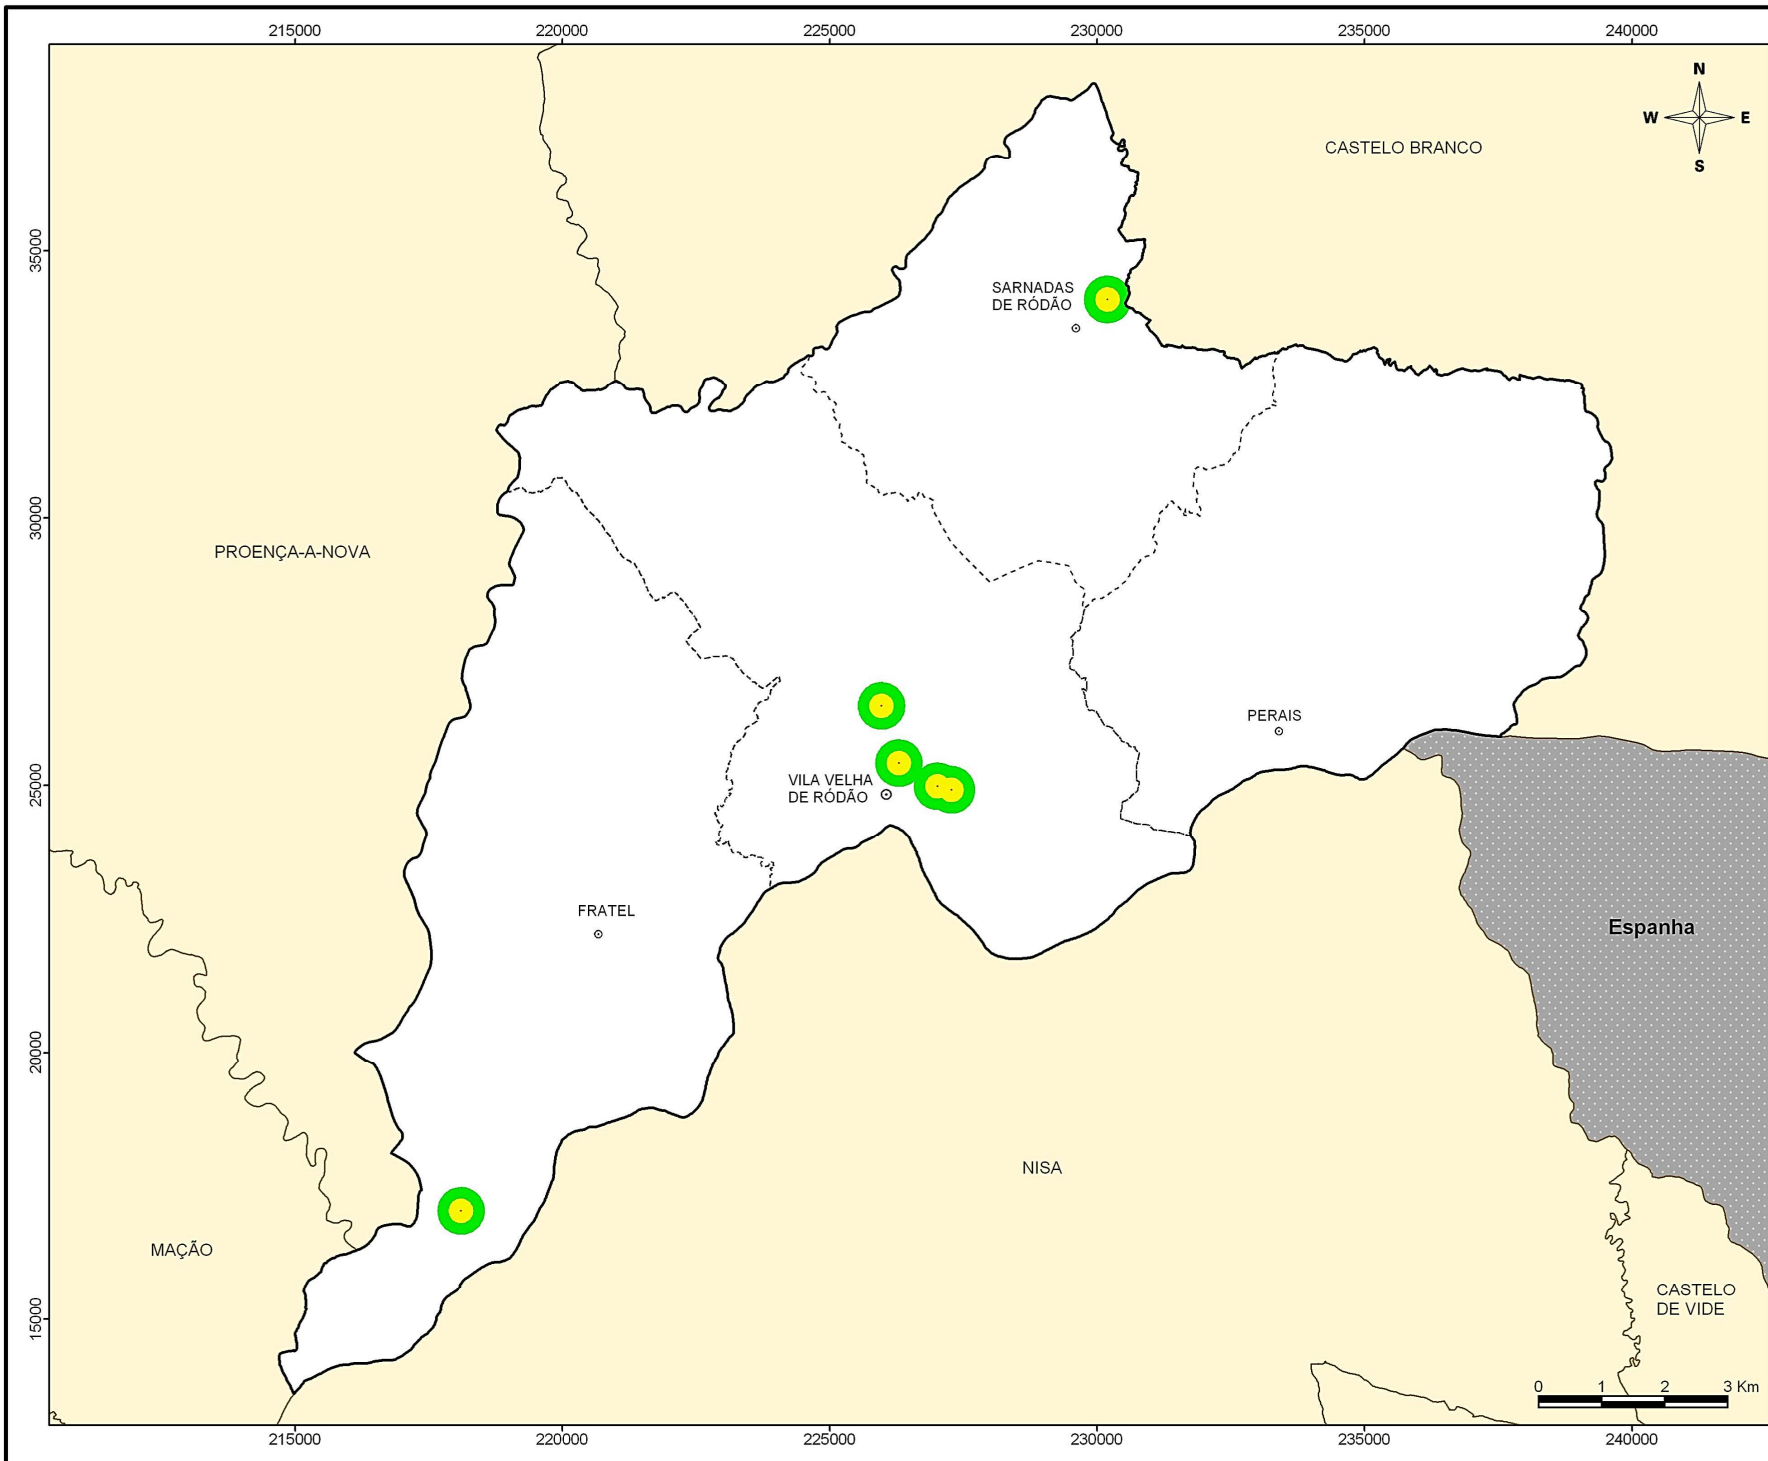 215000 220000 225000 230000 235000 240000
N
W E
S
CASTELO BRANCO
35000
SARNADAS
DE RÓDÃO
30000
PROENÇA-A-NOVA
PERAIS
25000
VILA VELHA
DE RÓDÃO
FRATEL
Espanha
20000
NISA
MAÇÃO
CASTELO
DE VIDE
15000
0 1 2 3 Km
215000 220000 225000 230000 235000 240000